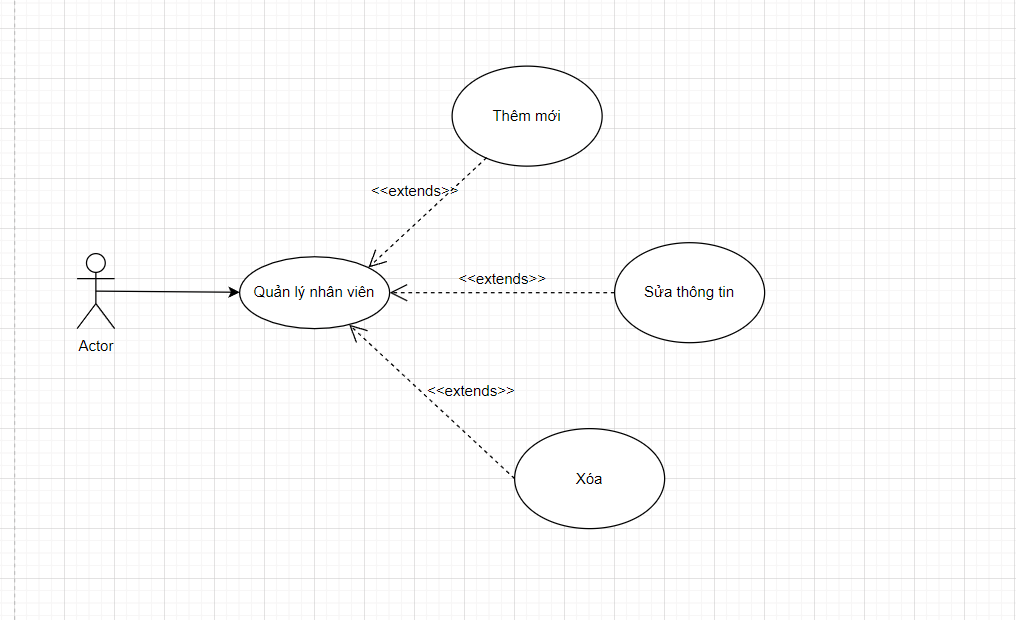 Thêm mới
<<extends>>
<<extends>>
Quản lý nhân viên
Sửa thông tin
Actor
<<extends>>
Xóa